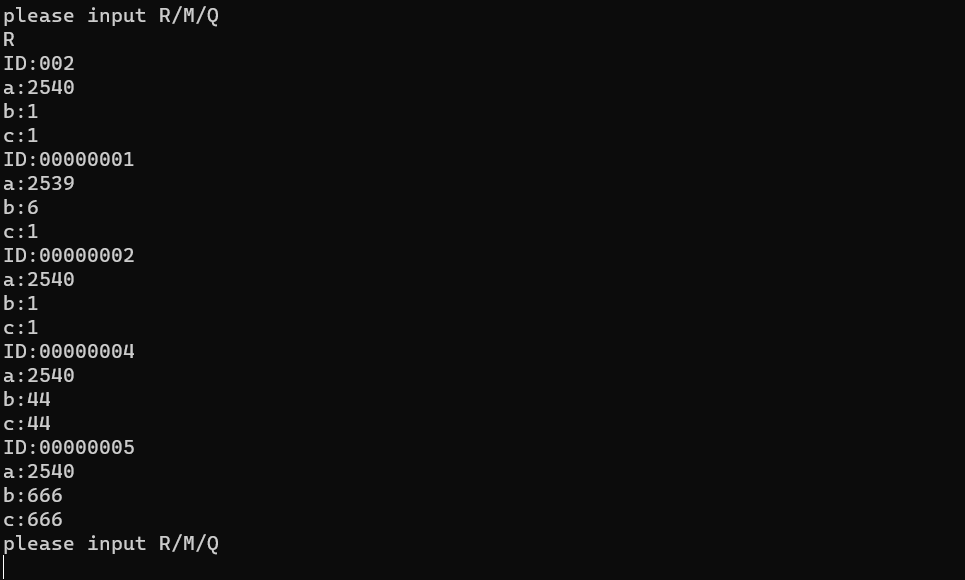 please input R/M/Q
R
ID:002
a:2540
b:1
c:1
ID:00000001
a:2539
b:6
c:1
ID:00000002
a:2540
b:1
c:1
ID:00000004
a:2540
b:44
c:44
ID:00000005
a:2540
b:666
c:666
please input R/M/Q